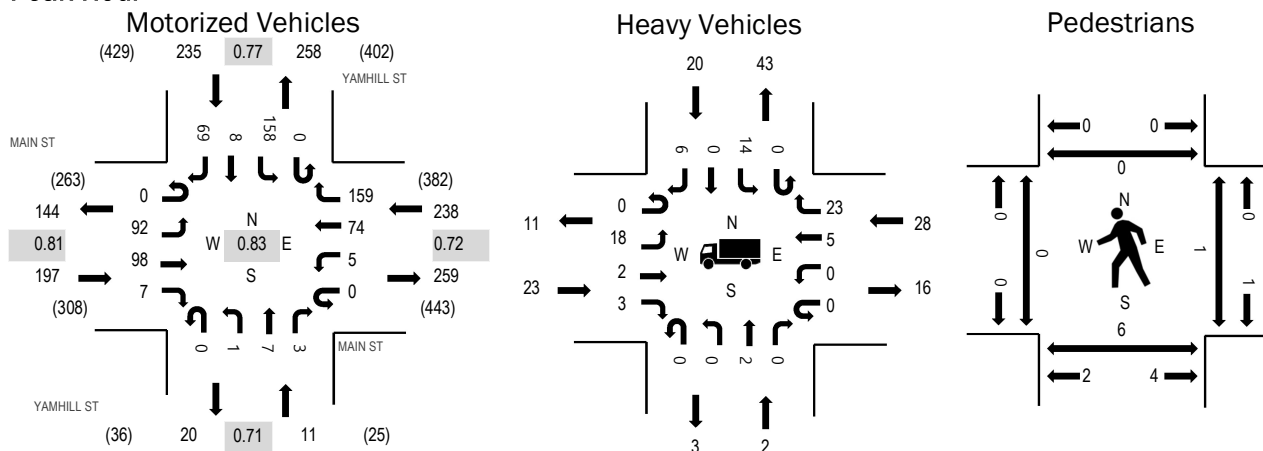 Motorized Vehicles
(429) 235 0.77 258 (402)
YAMHILL ST
69 8 158 0
MAIN ST
(263)
144
0.81
197
(308)
0
92
98
7
N
W 0.83 E
S
159
74
5
0
(382)
238
0.72
259
(443)
0 1 7 3
MAIN ST
YAMHILL ST
(36) 20 0.71 11 (25)
Heavy Vehicles
20 43
6 0 14 0
11
23
0
18
2
3
N
W E
S
23
5
0
0
28
16
0 0 2 0
3 2
Pedestrians
0 0
0
0
0
0
N
W E
S
1
0
1
6
2 4